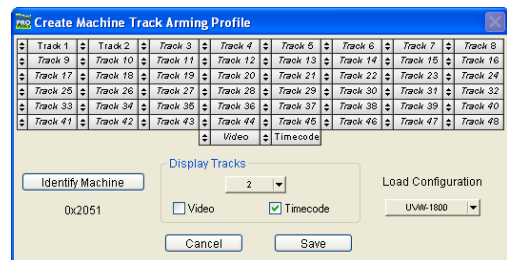 PRO Create Machine Track Arming Profile
Track 1 Track 2 Track 3 Track 4 Track 5 Track 6 Track 7 Track 8
Track 9 Track 10 Track 11 Track 12 Track 13 Track 14 Track 15 Track 16
Track 17 Track 18 Track 19 Track 20 Track 21 Track 22 Track 23 Track 24
Track 25 Track 26 Track 27 Track 28 Track 29 Track 30 Track 31 Track 32
Track 33 Track 34 Track 35 Track 36 Track 37 Track 38 Track 39 Track 40
Track 41 Track 42 Track 43 Track 44 Track 45 Track 46 Track 47 Track 48
Video Timecode
Display Tracks
Identify Machine
2
Load Configuration
0x2051
Video Timecode
UVW-1800
Cancel Save